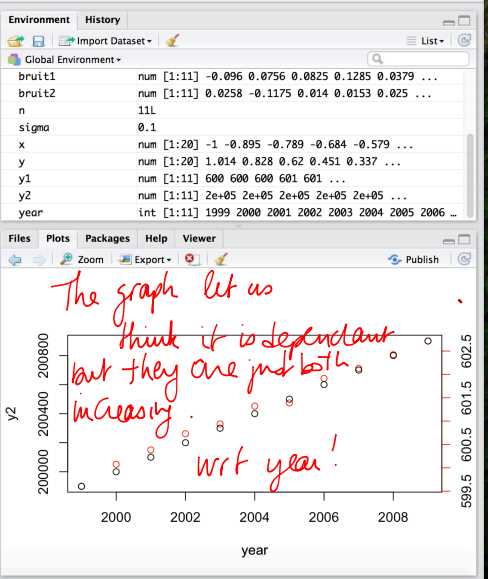 Environment History
Import Dataset List
Global Environment
bruit1 num [1:11] -0.096 0.0756 0.0825 0.1285 0.0379 ...
bruit2 num [1:11] 0.0258 -0.1175 0.014 0.0153 0.025 ...
n 11L
sigma 0.1
x num [1:20] -1 -0.895 -0.789 -0.684 -0.579 ...
y num [1:20] 1.014 0.828 0.62 0.451 0.337 ...
y1 num [1:11] 600 600 600 601 601 ...
y2 num [1:11] 2e+05 2e+05 2e+05 2e+05 2e+05 ...
year int [1:11] 1999 2000 2001 2002 2003 2004 2005 2006 …
Files Plots Packages Help Viewer
Zoom Export Publish
The graph let us
think it is dependant
but they are just both
increasing.
wrt year!
y2
200000 200400 200800
599.5 600.5 601.5 602.5
2000 2002 2004 2006 2008
year